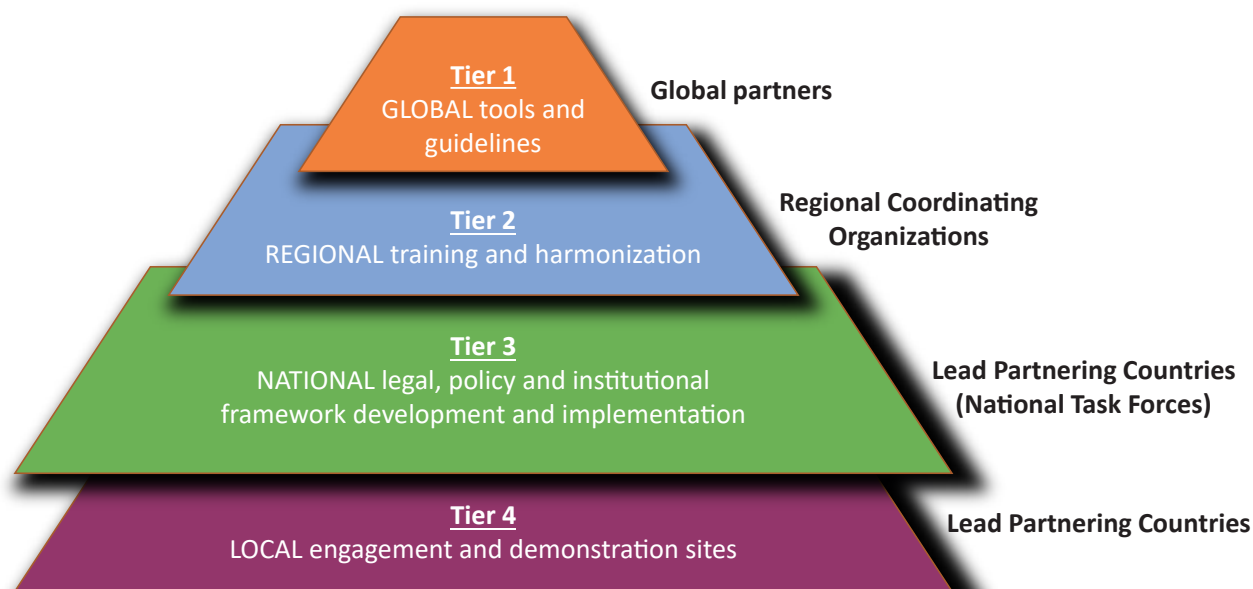 Tier 1
GLOBAL tools and
guidelines
Global partners
Tier 2
REGIONAL training and harmonization
Regional Coordinating
Organizations
Tier 3
NATIONAL legal, policy and institutional
framework development and implementation
Lead Partnering Countries
(National Task Forces)
Tier 4
LOCAL engagement and demonstration sites
Lead Partnering Countries